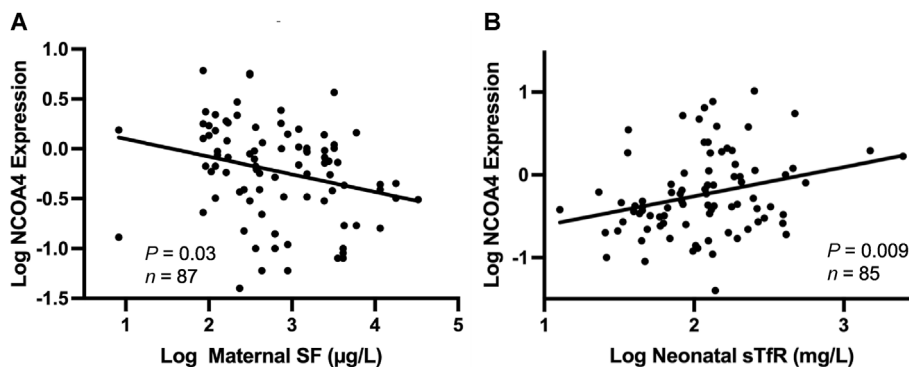 A
Log NCOA4 Expression
1.0
0.5
0.0
-0.5
-1.0
-1.5
P = 0.03
n = 87
1
2
3
4
5
Log Maternal SF (µg/L)
B
Log NCOA4 Expression
1
0
-1
P = 0.009
n = 85
1
2
3
Log Neonatal sTfR (mg/L)